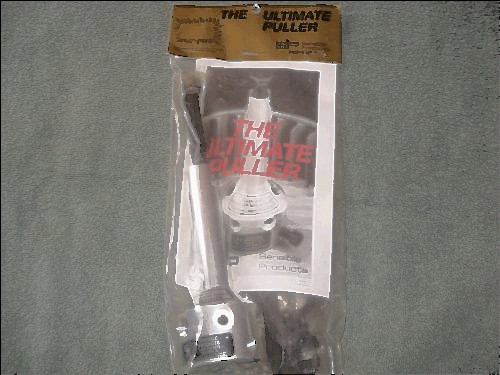 THE ULTIMATE
PULLER
THE
ULTIMATE
PULLER
Sensible
Products